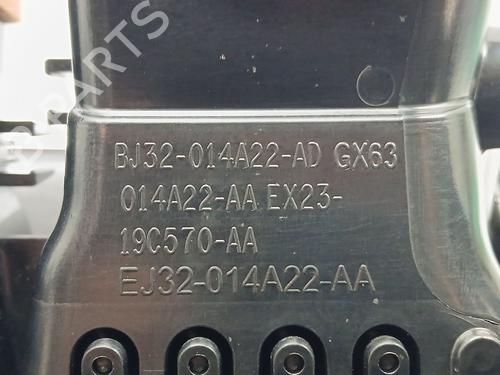 B-PARTS
BJ32-014A22-AD GX63
014A22-AA EX23-
19C570-AA
EJ32-014A22-AA